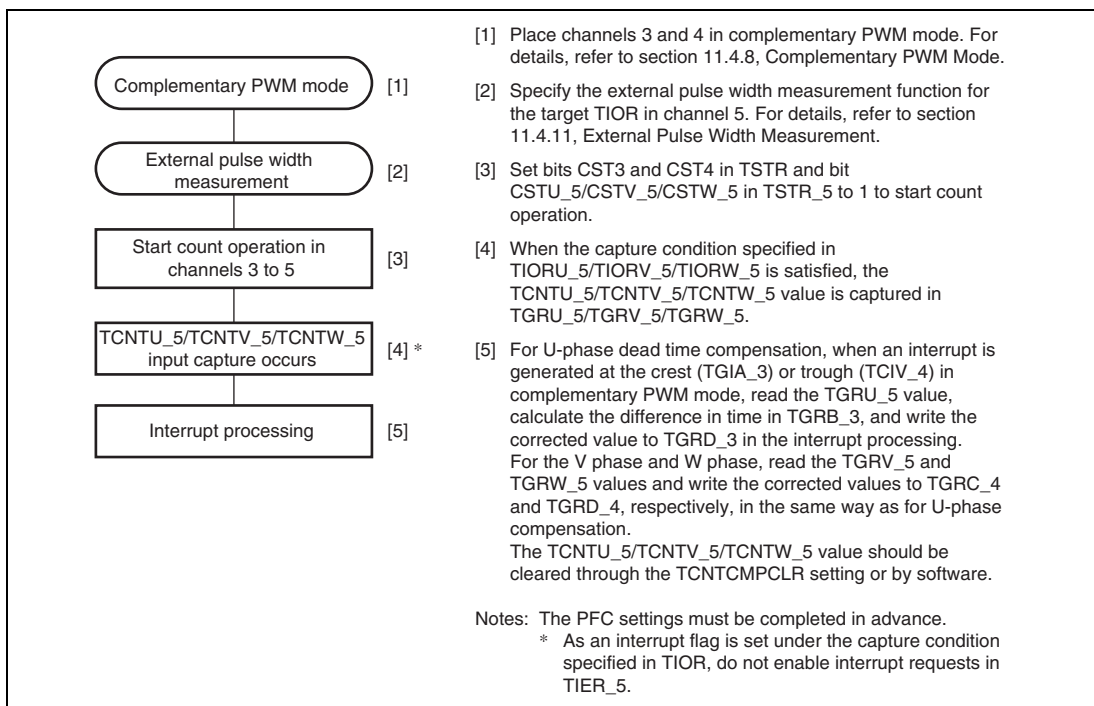 Complementary PWM mode [1]
External pulse width
measurement [2]
Start count operation in
channels 3 to 5 [3]
TCNTU_5/TCNTV_5/TCNTW_5
input capture occurs [4] *
Interrupt processing [5]
[1] Place channels 3 and 4 in complementary PWM mode. For
details, refer to section 11.4.8, Complementary PWM Mode.
[2] Specify the external pulse width measurement function for
the target TIOR in channel 5. For details, refer to section
11.4.11, External Pulse Width Measurement.
[3] Set bits CST3 and CST4 in TSTR and bit
CSTU_5/CSTV_5/CSTW_5 in TSTR_5 to 1 to start count
operation.
[4] When the capture condition specified in
TIORU_5/TIORV_5/TIORW_5 is satisfied, the
TCNTU_5/TCNTV_5/TCNTW_5 value is captured in
TGRU_5/TGRV_5/TGRW_5.
[5] For U-phase dead time compensation, when an interrupt is
generated at the crest (TGIA_3) or trough (TCIV_4) in
complementary PWM mode, read the TGRU_5 value,
calculate the difference in time in TGRB_3, and write the
corrected value to TGRD_3 in the interrupt processing.
For the V phase and W phase, read the TGRV_5 and
TGRW_5 values and write the corrected values to TGRC_4
and TGRD_4, respectively, in the same way as for U-phase
compensation.
The TCNTU_5/TCNTV_5/TCNTW_5 value should be
cleared through the TCNTCMPCLR setting or by software.
Notes: The PFC settings must be completed in advance.
* As an interrupt flag is set under the capture condition
specified in TIOR, do not enable interrupt requests in
TIER_5.